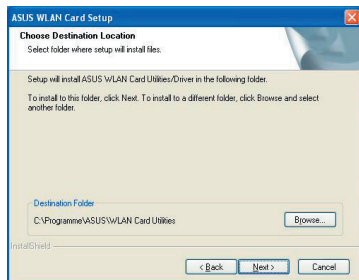 ASUS WLAN Card Setup
Choose Destination Location
Select folder where setup will install files.
Setup will install ASUS WLAN Card Utilities/Driver in the following folder.
To install to this folder, click Next. To install to a different folder, click Browse and select
another folder.
Destination Folder
C:\Programme\ASUS\WLAN Card Utilities
Browse...
InstallShield
< Back
Next >
Cancel